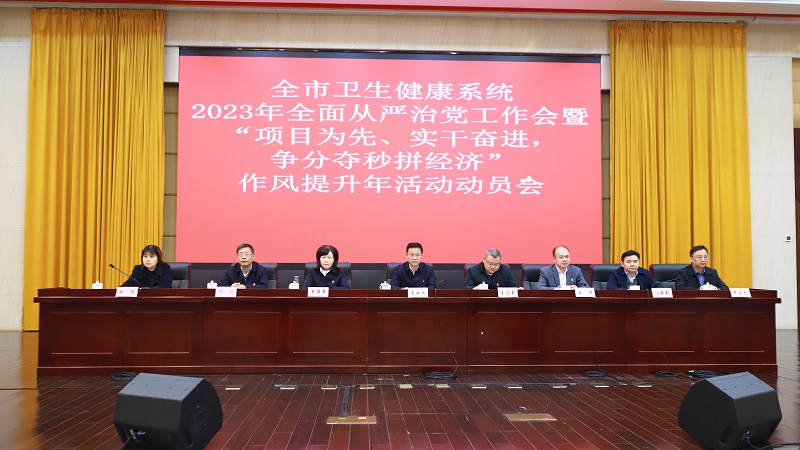 全市卫生健康系统
2023年全面从严治党工作会暨
“项目为先、实干奋进，
争分夺秒拼经济”
作风提升年活动动员会